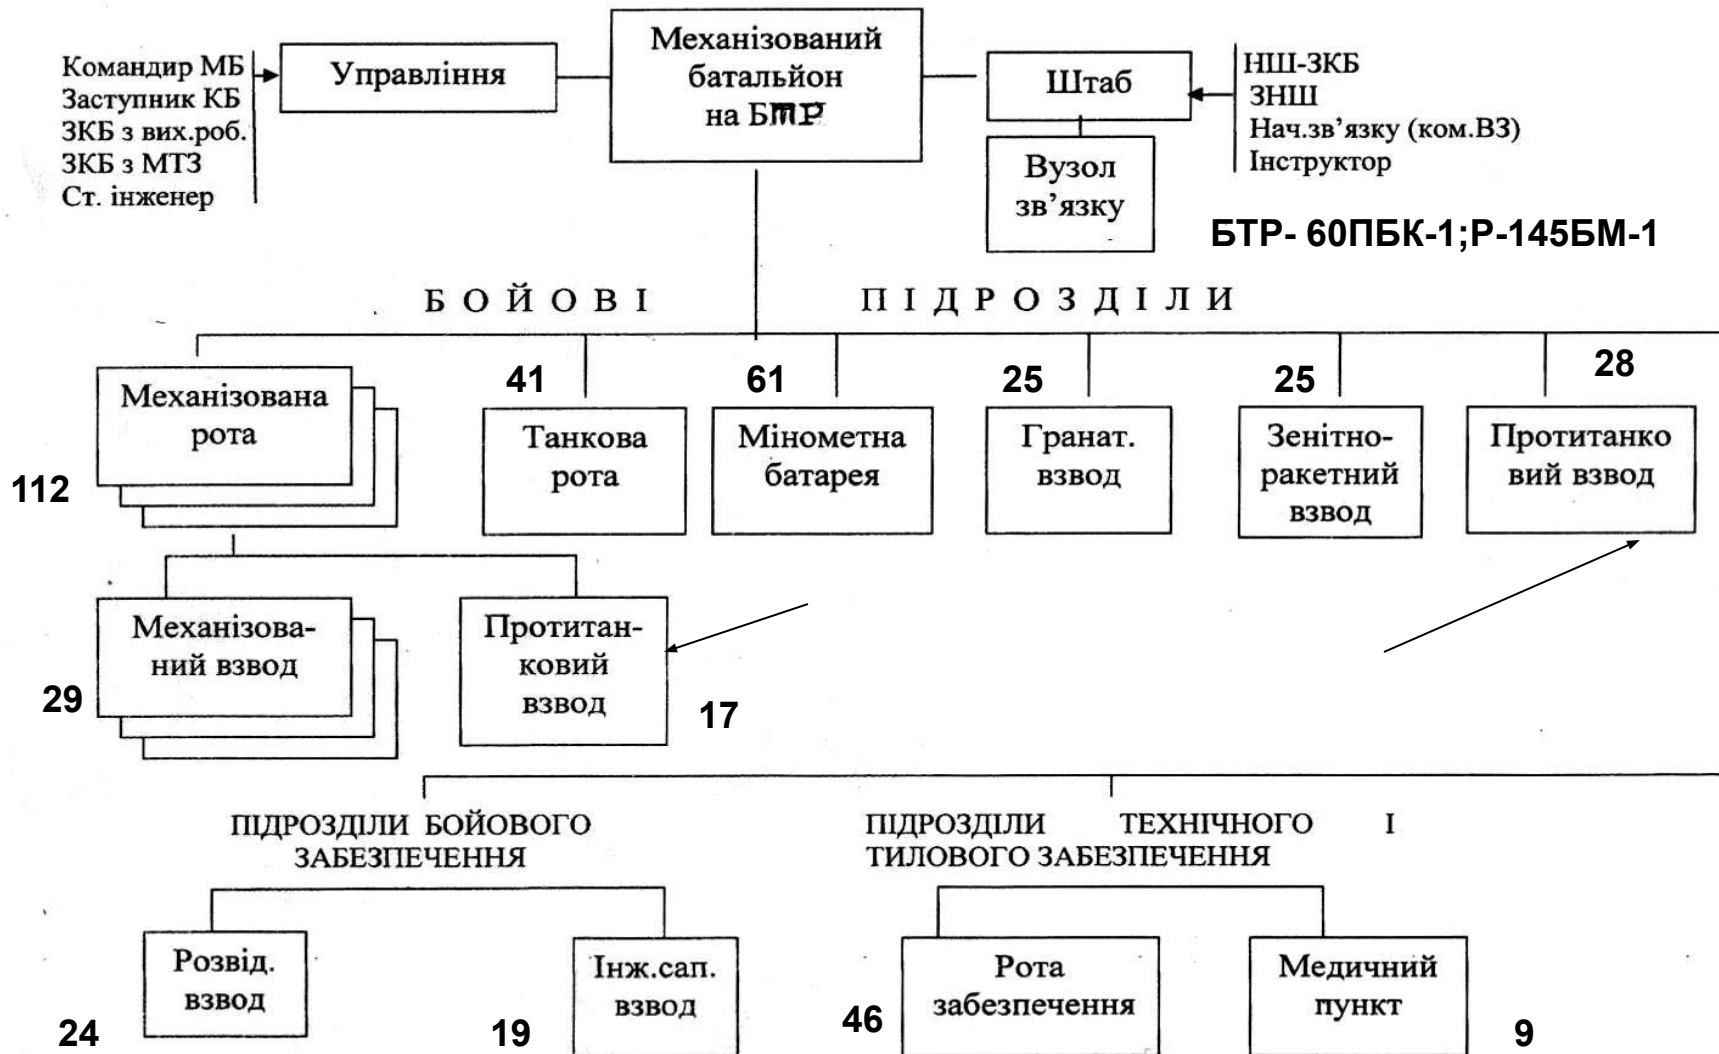 Командир МБ
Заступник КБ
ЗКБ з вих.роб.
ЗКБ з МТЗ
Ст. інженер
Управління
Механізований
батальйон
на БТР
Штаб
НШ-ЗКБ
ЗНШ
Нач.зв’язку (ком.ВЗ)
Інструктор
Вузол
зв’язку
БТР- 60ПБК-1;Р-145БМ-1
БОЙОВІ ПІДРОЗДІЛИ
112
Механізована
рота
41
Танкова
рота
61
Мінометна
батарея
25
Гранат.
взвод
25
Зенітно-
ракетний
взвод
28
Протитанко
вий взвод
29
Механізова-
ний взвод
Протитан-
ковий
взвод
17
ПІДРОЗДІЛИ БОЙОВОГО
ЗАБЕЗПЕЧЕННЯ
ПІДРОЗДІЛИ ТЕХНІЧНОГО І
ТИЛОВОГО ЗАБЕЗПЕЧЕННЯ
24
Розвід.
взвод
19
Інж.сап.
взвод
46
Рота
забезпечення
Медичний
пункт
9